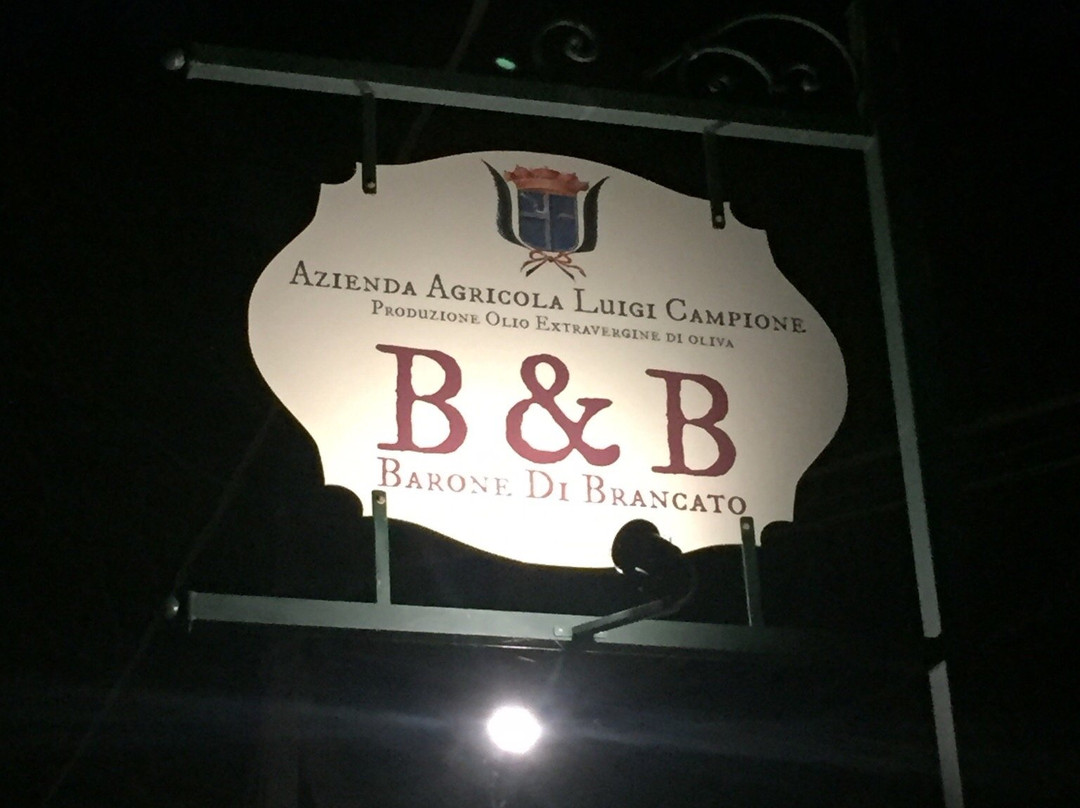 Azienda Agricola Luigi Campione
Produzione Olio Extravergine di oliva
B & B
Barone Di Brancato